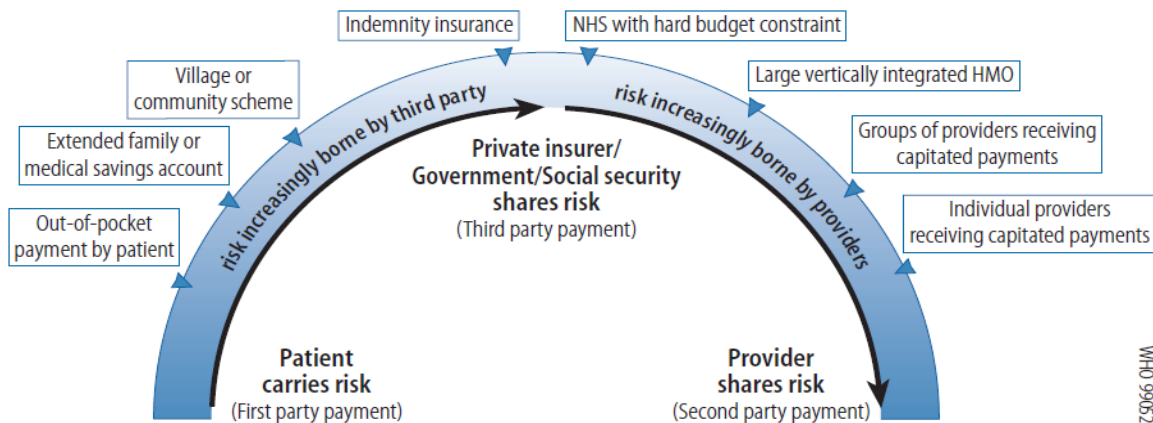 Indemnity insurance
NHS with hard budget constraint
Village or
community scheme
Large vertically integrated HMO
Extended family or
medical savings account
Groups of providers receiving
capitated payments
Out-of-pocket
payment by patient
Individual providers
receiving capitated payments
risk increasingly borne by third party
risk increasingly borne by providers
Private insurer/
Government/Social security
shares risk
(Third party payment)
Patient
carries risk
(First party payment)
Provider
shares risk
(Second party payment)
WHO 99052